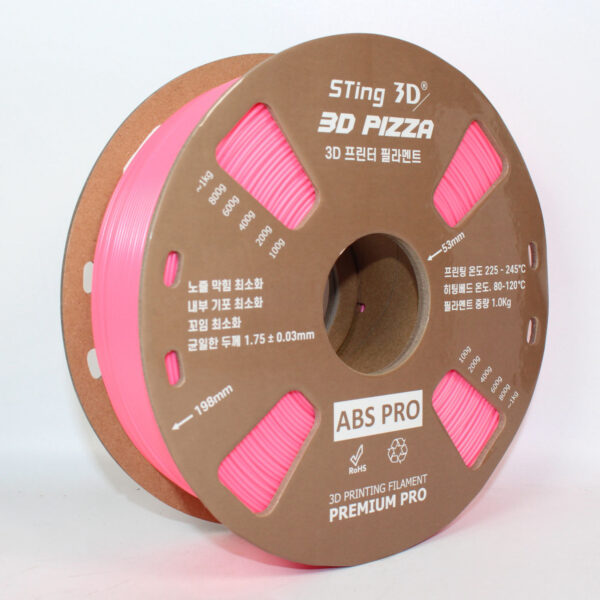 STing 3D®
3D PIZZA
3D 프린터 필라멘트
~1kg
800g
600g
400g
200g
100g
53mm
노줄 막힘 최소화
내부 기포 최소화
꼬임 최소화
균일한 두께 1.75 ± 0.03mm
프린팅 온도 225 - 245°C
히팅베드 온도. 80-120°C
필라멘트 중량 1.0Kg
198mm
100g
200g
400g
600g
800g
~1kg
ABS PRO
RoHS
3D PRINTING FILAMENT
PREMIUM PRO